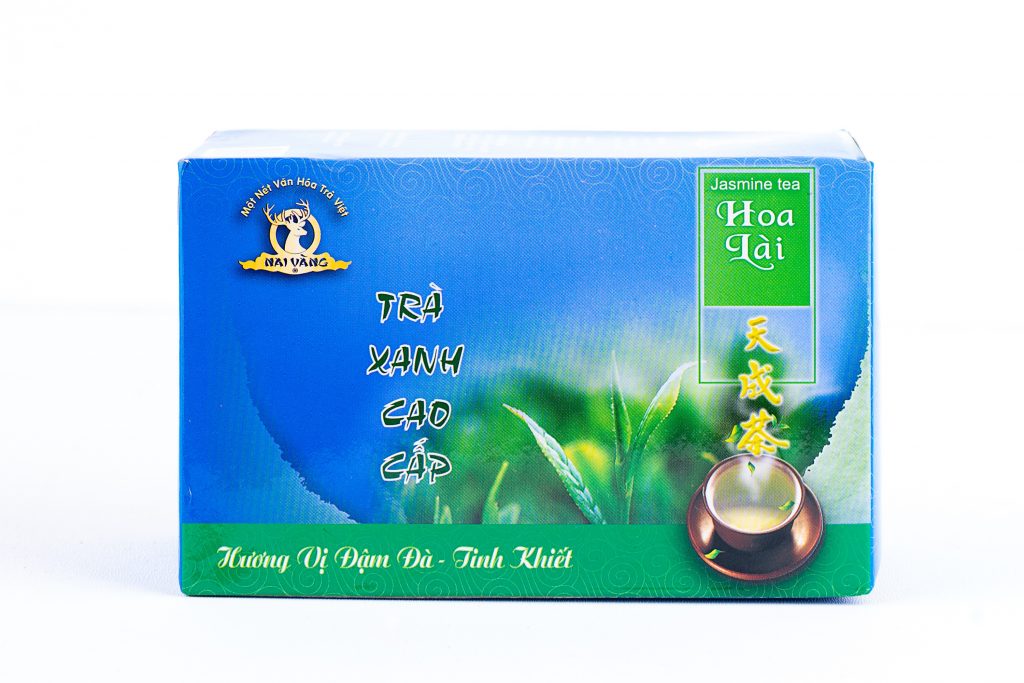 Một Nét Văn Hóa Trà Việt
NAI VÀNG
®
Jasmine tea
Hoa
Lài
TRÀ
XANH
CAO
CẤP
天成茶
Hương Vị Đậm Đà - Tinh Khiết